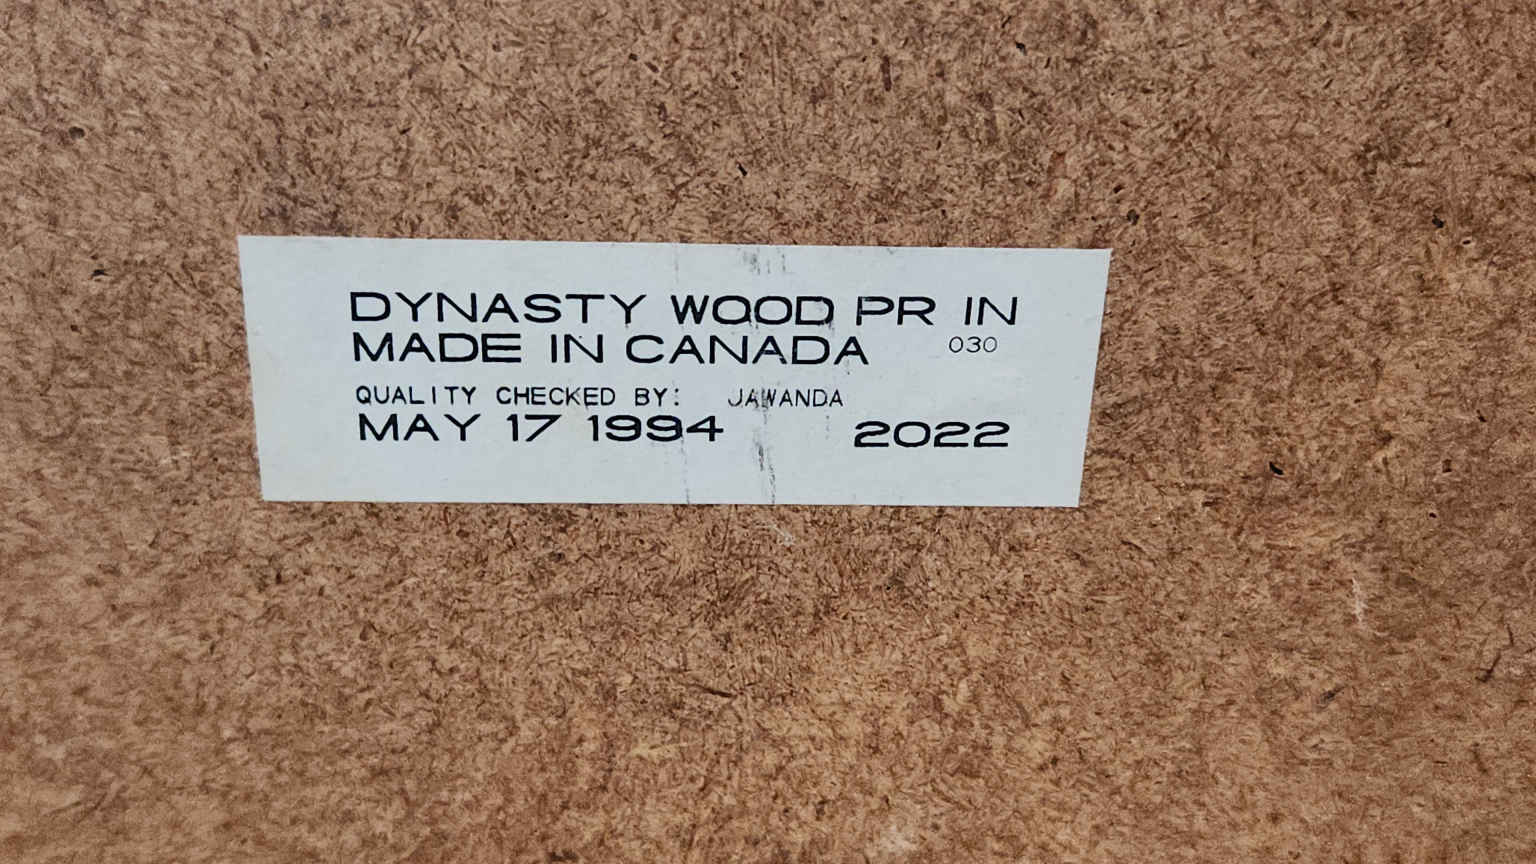 DYNASTY WOOD PR IN
MADE IN CANADA 030
QUALITY CHECKED BY: JAWANDA
MAY 17 1994 2022